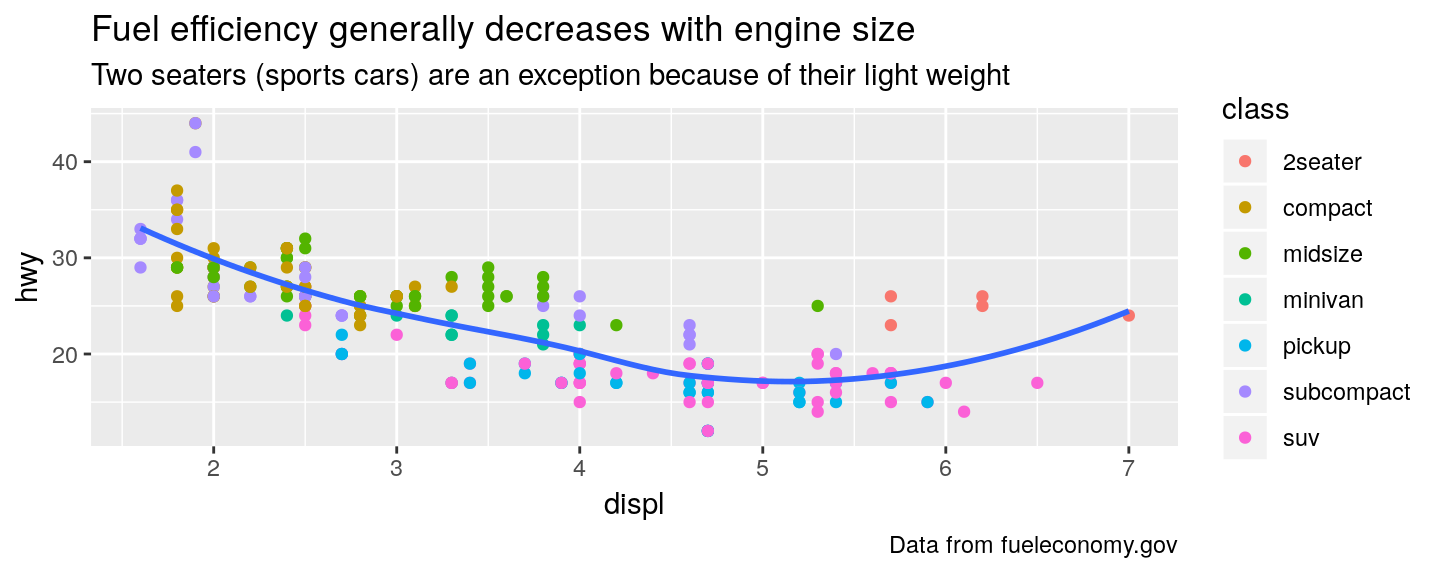 Fuel efficiency generally decreases with engine size
Two seaters (sports cars) are an exception because of their light weight
hwy
40
30
20
2 3 4 5 6 7
displ
class
2seater
compact
midsize
minivan
pickup
subcompact
suv
Data from fueleconomy.gov